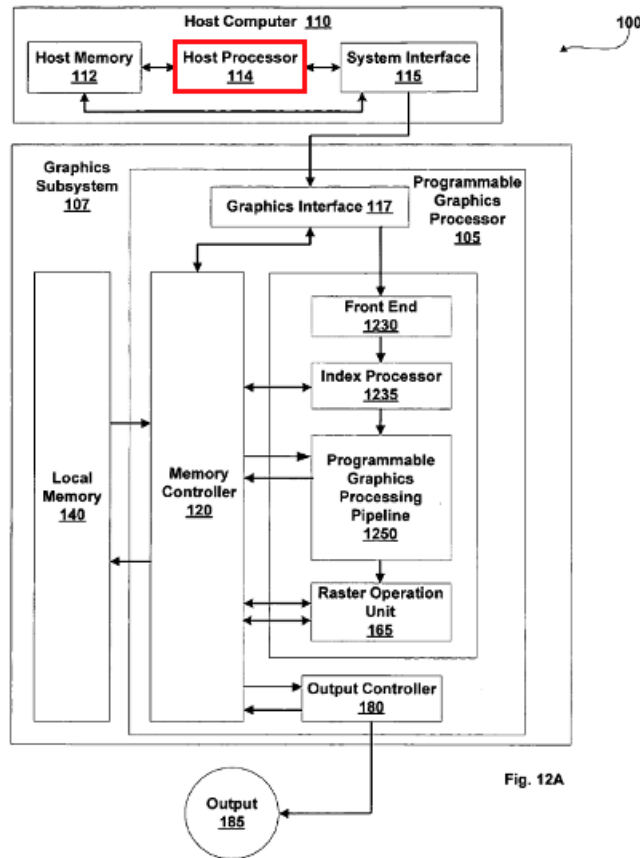 Host Computer 110
100
Host Memory
112
Host Processor
114
System Interface
115
Graphics
Subsystem
107
Programmable
Graphics
Processor
105
Graphics Interface 117
Front End
1230
Index Processor
1235
Local
Memory
140
Memory
Controller
120
Programmable
Graphics
Processing
Pipeline
1250
Raster Operation
Unit
165
Output Controller
180
Fig. 12A
Output
185